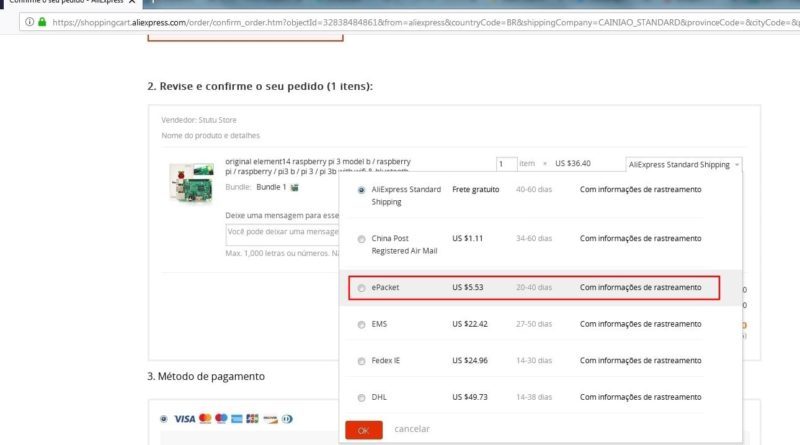 Confirme o seu pedido - AliExpress
https://shoppingcart.aliexpress.com/order/confirm_order.htm?objectId=32838484861&from=aliexpress&countryCode=BR&shippingCompany=CAINIAO_STANDARD&provinceCode=&cityCode=&
2. Revise e confirme o seu pedido (1 itens):
Vendedor: Stutu Store
Nome do produto e detalhes
original element14 raspberry pi 3 model b / raspberry
pi / raspberry / pi3 b / pi 3 / pi 3b with wifi & bluetooth
1 item × US $36.40
AliExpress Standard Shipping
Bundle: Bundle 1
Deixe uma mensagem para esse
Você pode deixar uma mensage
Max. 1,000 letras ou números.
AliExpress Standard Shipping Frete gratuito 40-60 dias Com informações de rastreamento
China Post Registered Air Mail US $1.11 34-60 dias Com informações de rastreamento
ePacket US $5.53 20-40 dias Com informações de rastreamento
EMS US $22.42 27-50 dias Com informações de rastreamento
Fedex IE US $24.96 14-30 dias Com informações de rastreamento
DHL US $49.73 14-38 dias Com informações de rastreamento
OK cancelar
3. Método de pagamento
VISA